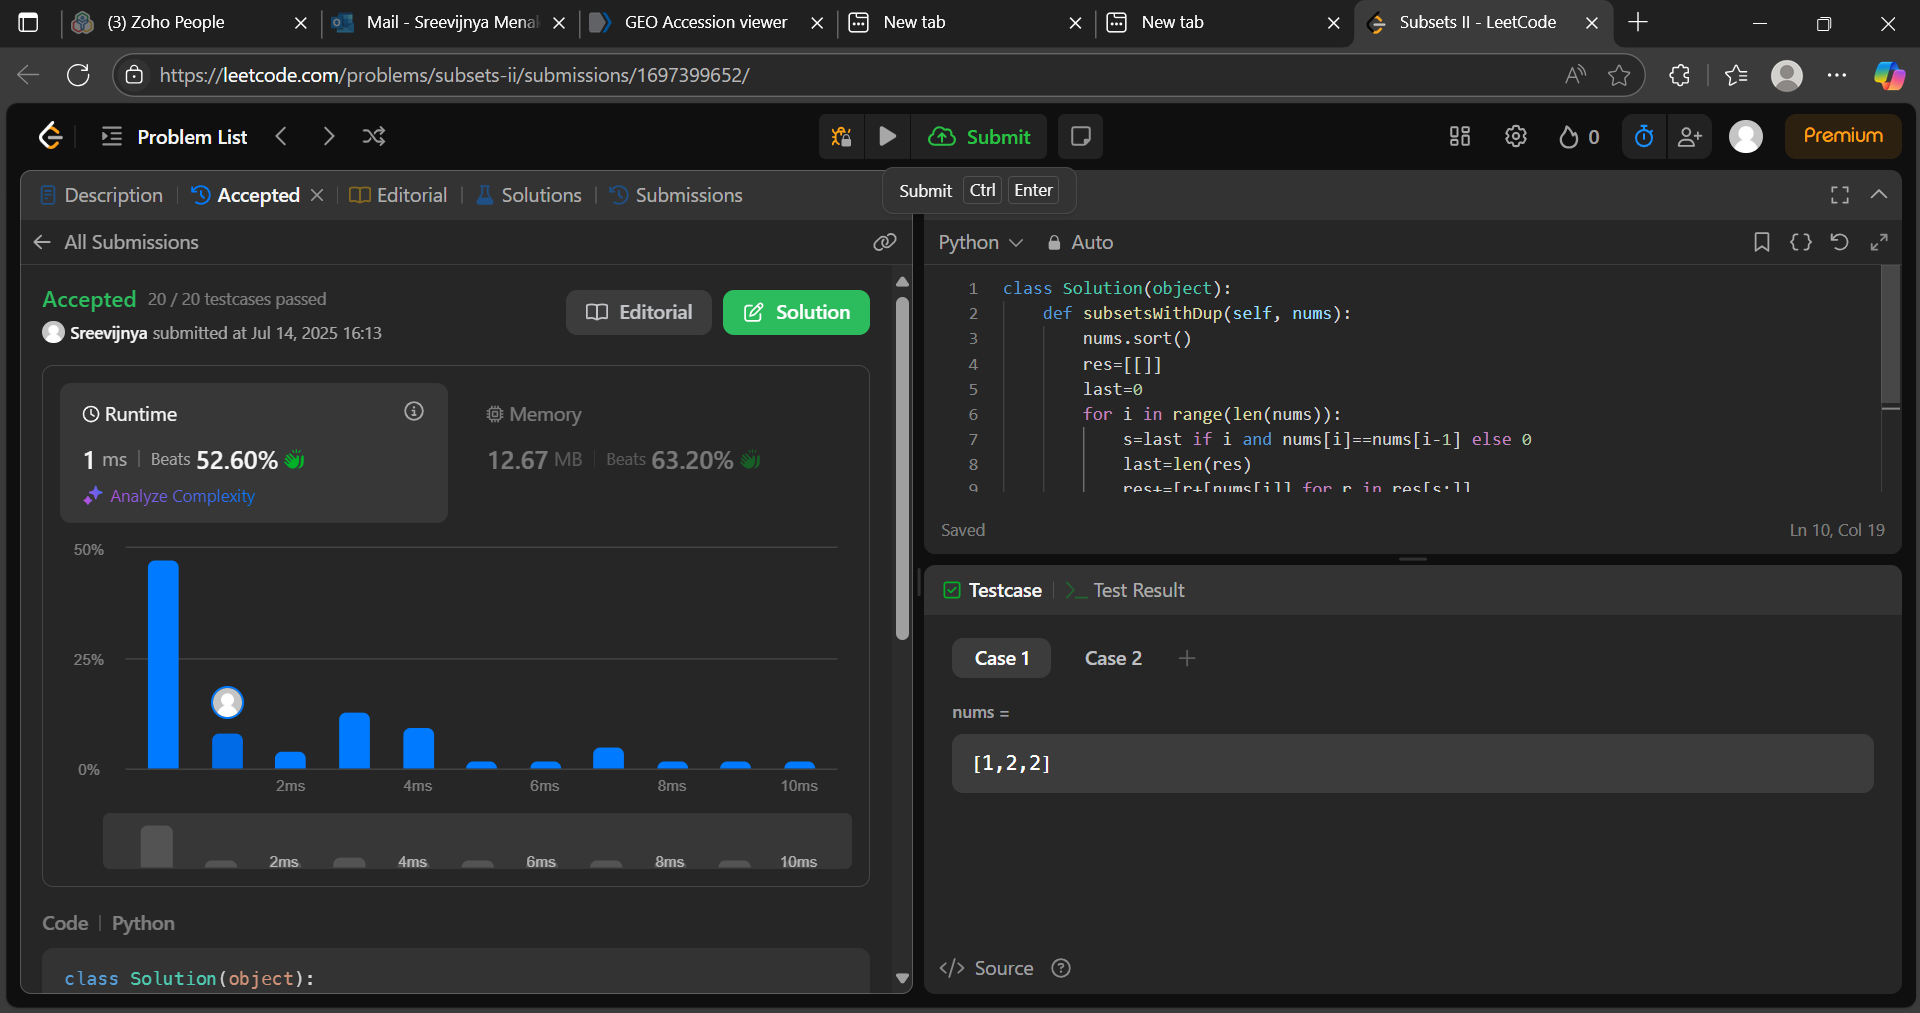 (3) Zoho People
Mail - Sreevijnya Mena
GEO Accession viewer
New tab
New tab
Subsets II - LeetCode
https://leetcode.com/problems/subsets-ii/submissions/1697399652/
Problem List
Submit
0
Premium
Description
Accepted
Editorial
Solutions
Submissions
Submit Ctrl Enter
All Submissions
Accepted 20 / 20 testcases passed
Sreevijnya submitted at Jul 14, 2025 16:13
Editorial
Solution
Runtime
1 ms | Beats 52.60%
Analyze Complexity
Memory
12.67 MB | Beats 63.20%
50%
25%
0%
2ms 4ms 6ms 8ms 10ms
2ms 4ms 6ms 8ms 10ms
Code | Python
class Solution(object):
Python
Auto
1 class Solution(object):
2 def subsetsWithDup(self, nums):
3 nums.sort()
4 res=[[]]
5 last=0
6 for i in range(len(nums)):
7 s=last if i and nums[i]==nums[i-1] else 0
8 last=len(res)
9 res+=[r+[nums[i]] for r in res[s:]]
Saved
Ln 10, Col 19
Testcase
>_ Test Result
Case 1
Case 2
+
nums =
[1,2,2]
</> Source